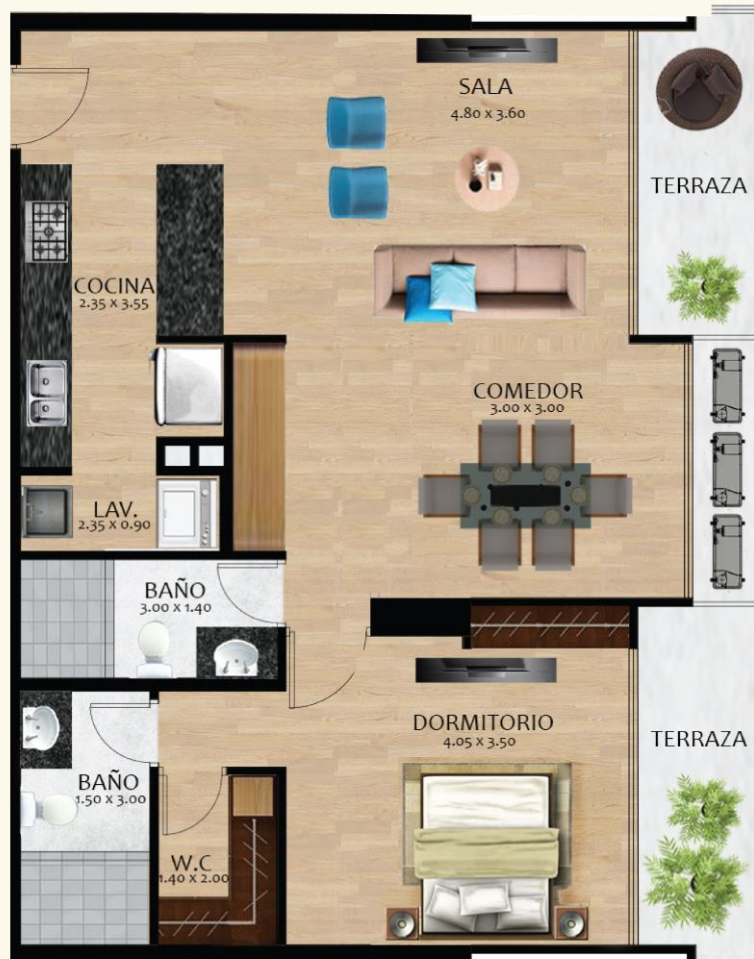 SALA
4.80 x 3.60
TERRAZA
COCINA
2.35 x 3.55
COMEDOR
3.00 x 3.00
LAV.
2.35 x 0.90
BAÑO
3.00 x 1.40
DORMITORIO
4.05 x 3.50
TERRAZA
BAÑO
1.50 x 3.00
W.C
1.40 x 2.00